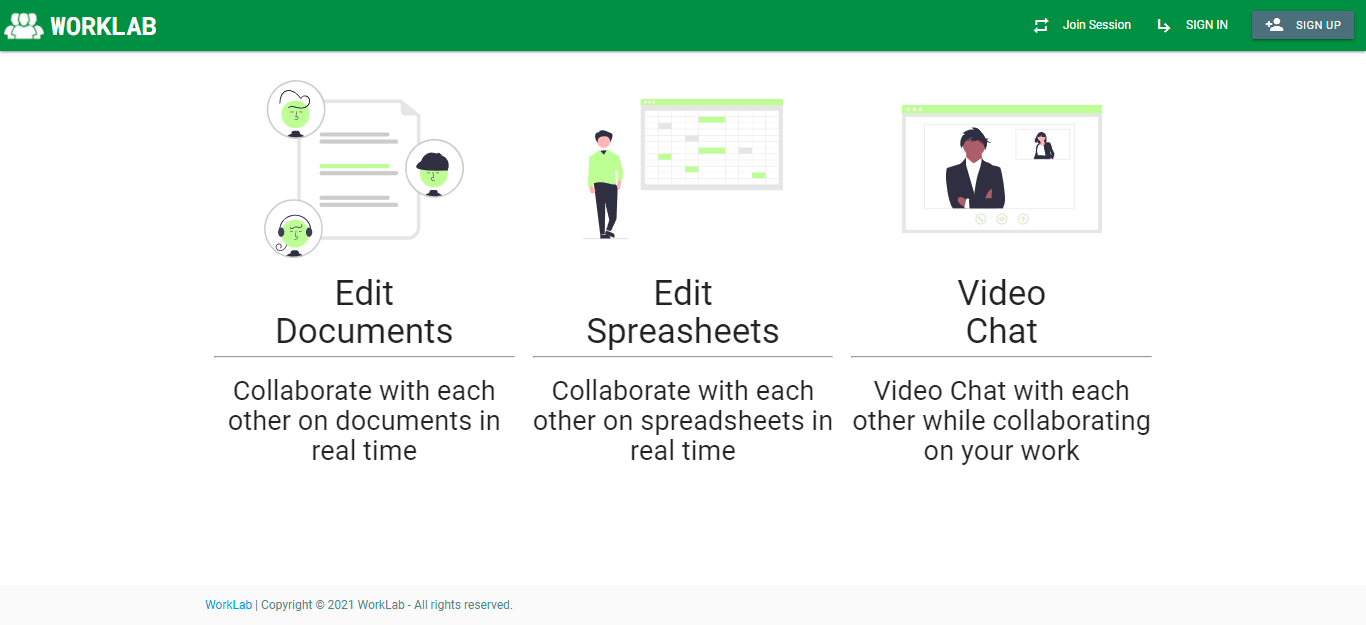 WORKLAB
Join Session
SIGN IN
SIGN UP
Edit
Documents
Collaborate with each
other on documents in
real time
Edit
Spreasheets
Collaborate with each
other on spreadsheets in
real time
Video
Chat
Video Chat with each
other while collaborating
on your work
WorkLab | Copyright © 2021 WorkLab - All rights reserved.